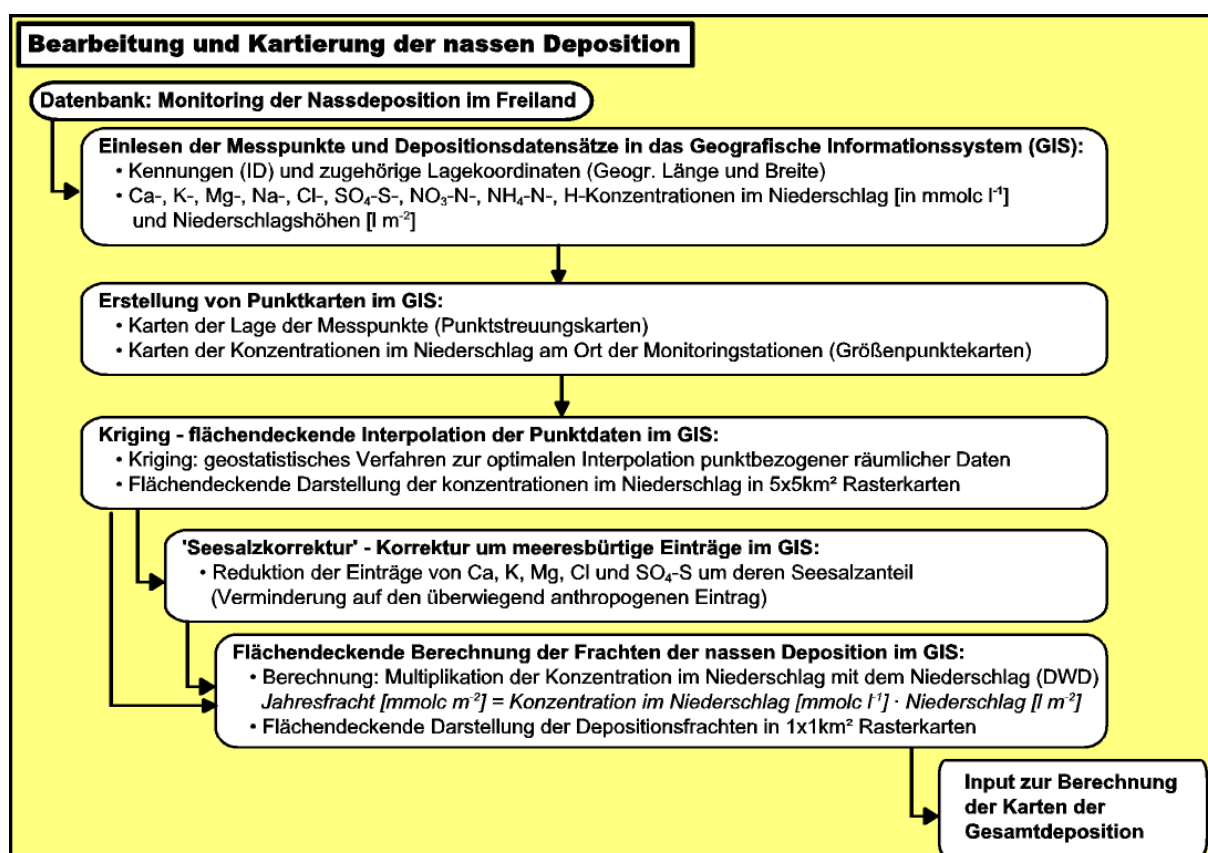 Bearbeitung und Kartierung der nassen Deposition
Datenbank: Monitoring der Nassdeposition im Freiland
Einlesen der Messpunkte und Depositionsdatensätze in das Geografische Informationssystem (GIS):
• Kennungen (ID) und zugehörige Lagekoordinaten (Geogr. Länge und Breite)
• Ca-, K-, Mg-, Na-, Cl-, SO₄-S-, NO₃-N-, NH₄-N-, H-Konzentrationen im Niederschlag [in mmolc l⁻¹]
und Niederschlagshöhen [l m⁻²]
Erstellung von Punktkarten im GIS:
• Karten der Lage der Messpunkte (Punktstreuungskarten)
• Karten der Konzentrationen im Niederschlag am Ort der Monitoringstationen (Größenpunktekarten)
Kriging - flächendeckende Interpolation der Punktdaten im GIS:
• Kriging: geostatistisches Verfahren zur optimalen Interpolation punktbezogener räumlicher Daten
• Flächendeckende Darstellung der konzentrationen im Niederschlag in 5x5km² Rasterkarten
'Seesalzkorrektur' - Korrektur um meeresbürtige Einträge im GIS:
• Reduktion der Einträge von Ca, K, Mg, Cl und SO₄-S um deren Seesalzanteil
(Verminderung auf den überwiegend anthropogenen Eintrag)
Flächendeckende Berechnung der Frachten der nassen Deposition im GIS:
• Berechnung: Multiplikation der Konzentration im Niederschlag mit dem Niederschlag (DWD)
Jahresfracht [mmolc m⁻²] = Konzentration im Niederschlag [mmolc l⁻¹] · Niederschlag [l m⁻²]
• Flächendeckende Darstellung der Depositionsfrachten in 1x1km² Rasterkarten
Input zur Berechnung
der Karten der
Gesamtdeposition